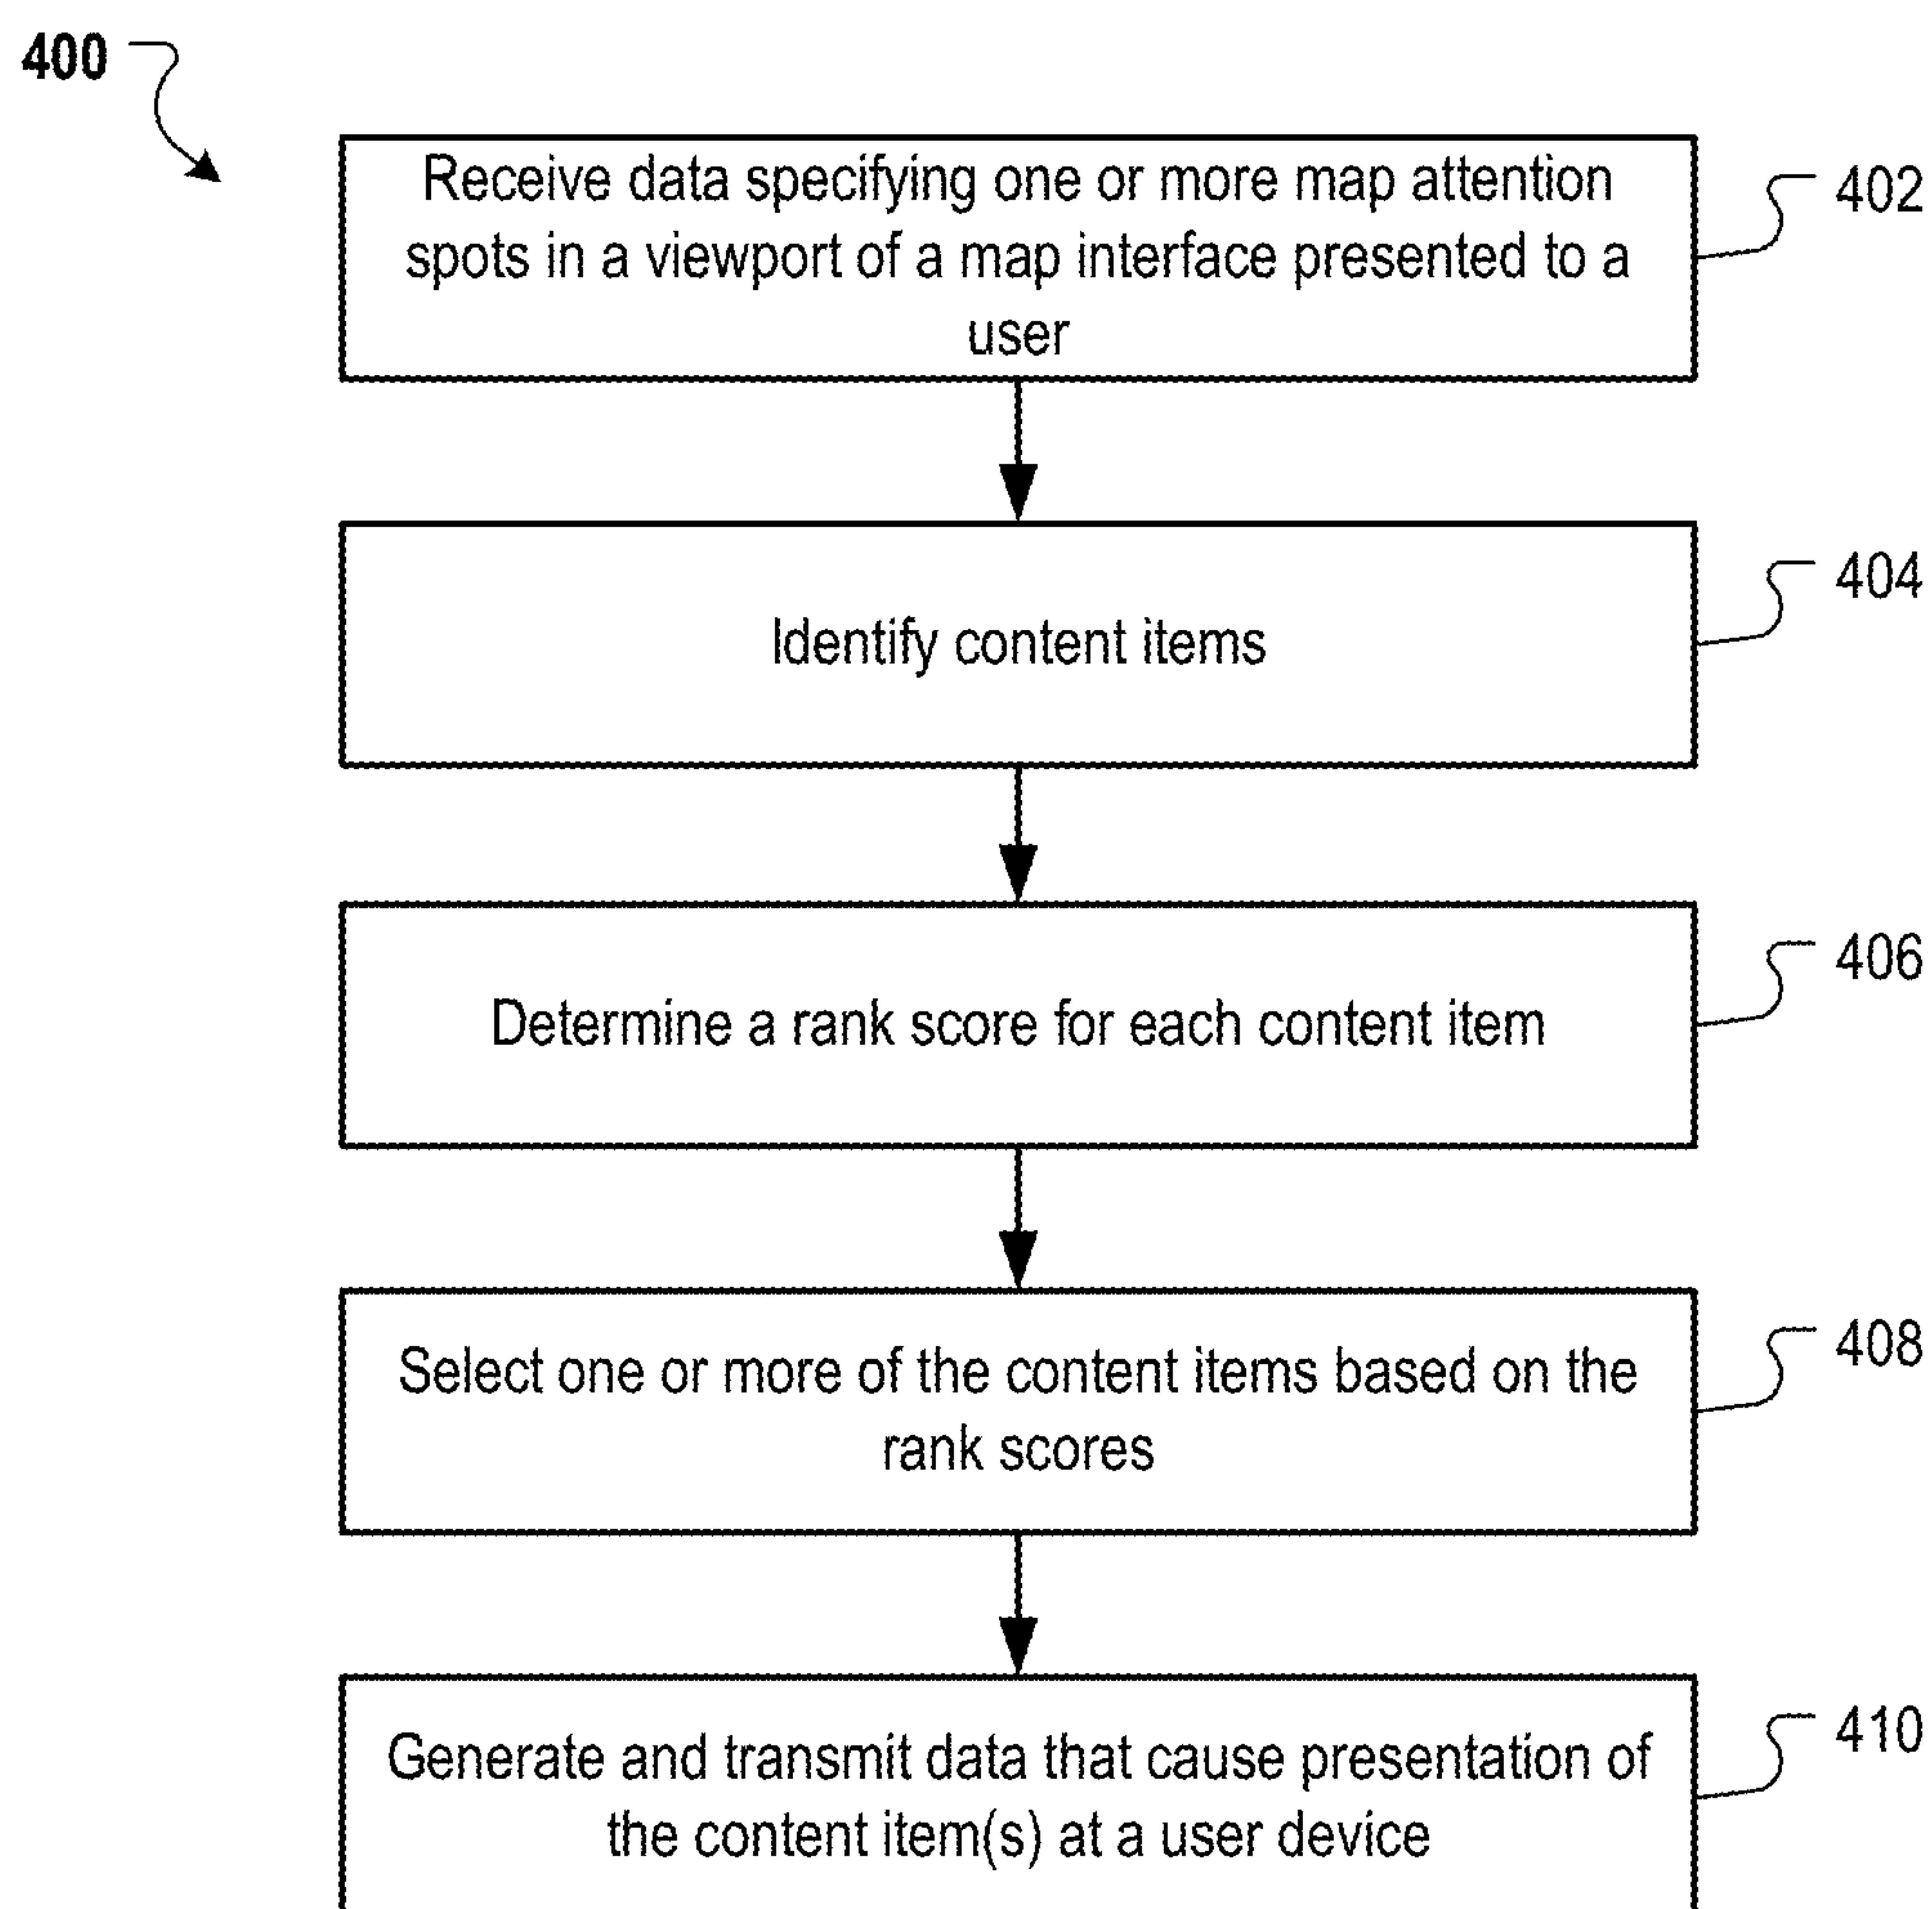 400
Receive data specifying one or more map attention
spots in a viewport of a map interface presented to a
user
402
Identify content items
404
Determine a rank score for each content item
406
Select one or more of the content items based on the
rank scores
408
Generate and transmit data that cause presentation of
the content item(s) at a user device
410